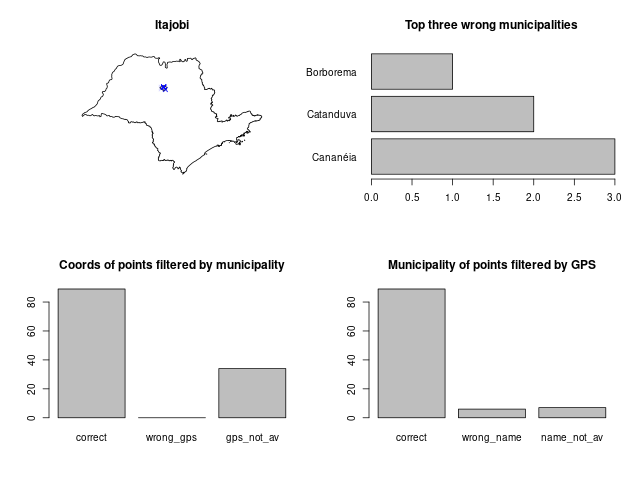 Itajobi
Top three wrong municipalities
Borborema
Catanduva
Cananéia
0.0 0.5 1.0 1.5 2.0 2.5 3.0
Coords of points filtered by municipality
80
60
40
20
0
correct wrong_gps gps_not_av
Municipality of points filtered by GPS
80
60
40
20
0
correct wrong_name name_not_av